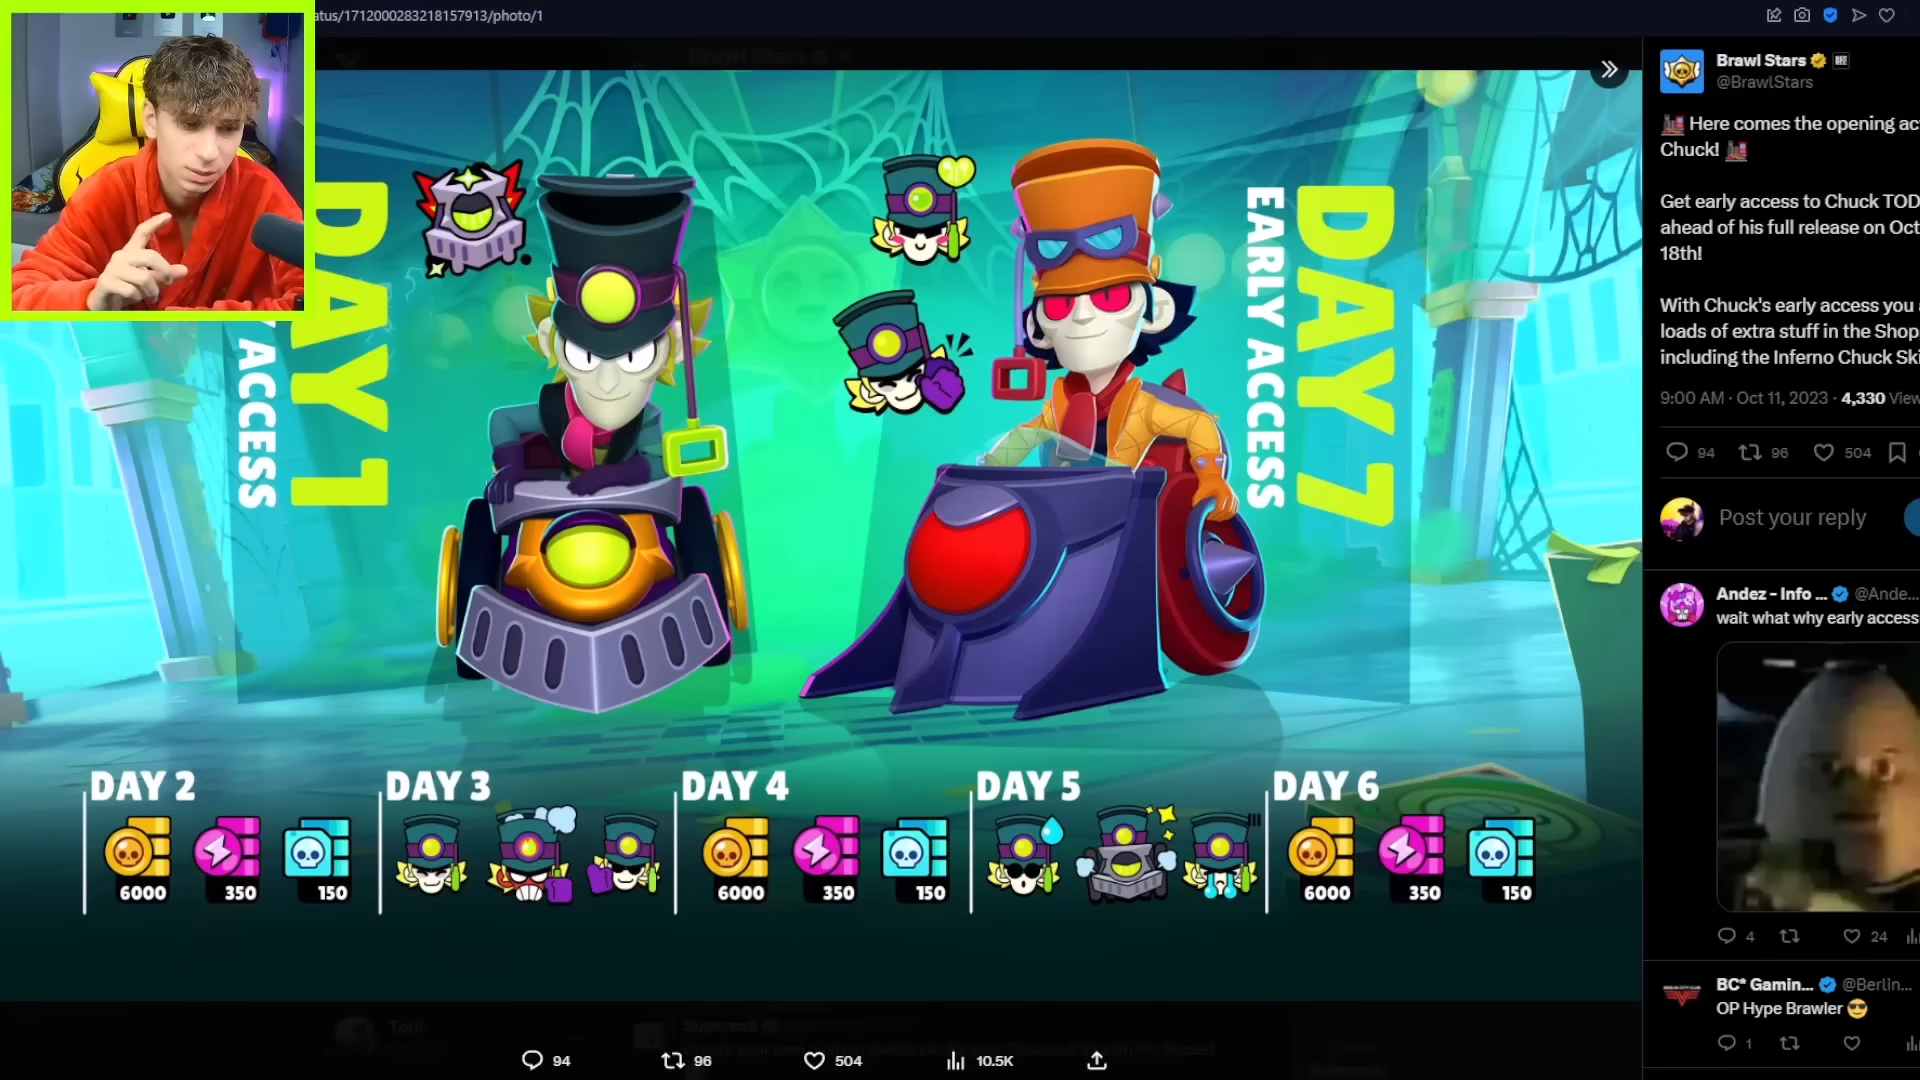 atus/1712000283218157913/photo/1
Brawl Stars
@BrawlStars
Here comes the opening ac
Chuck!
Get early access to Chuck TOD
ahead of his full release on Oct
18th!
With Chuck's early access you
loads of extra stuff in the Shop
including the Inferno Chuck Ski
9:00 AM · Oct 11, 2023 · 4,330 View
94 96 504
Post your reply
Andez - Info ... @Ande...
wait what why early access
4 24
BC* Gamin... @Berlin...
OP Hype Brawler 😎
1
DAY 1
ACCESS
DAY 7
EARLY ACCESS
DAY 2
6000 350 150
DAY 3
DAY 4
6000 350 150
DAY 5
DAY 6
6000 350 150
94 96 504 10.5K